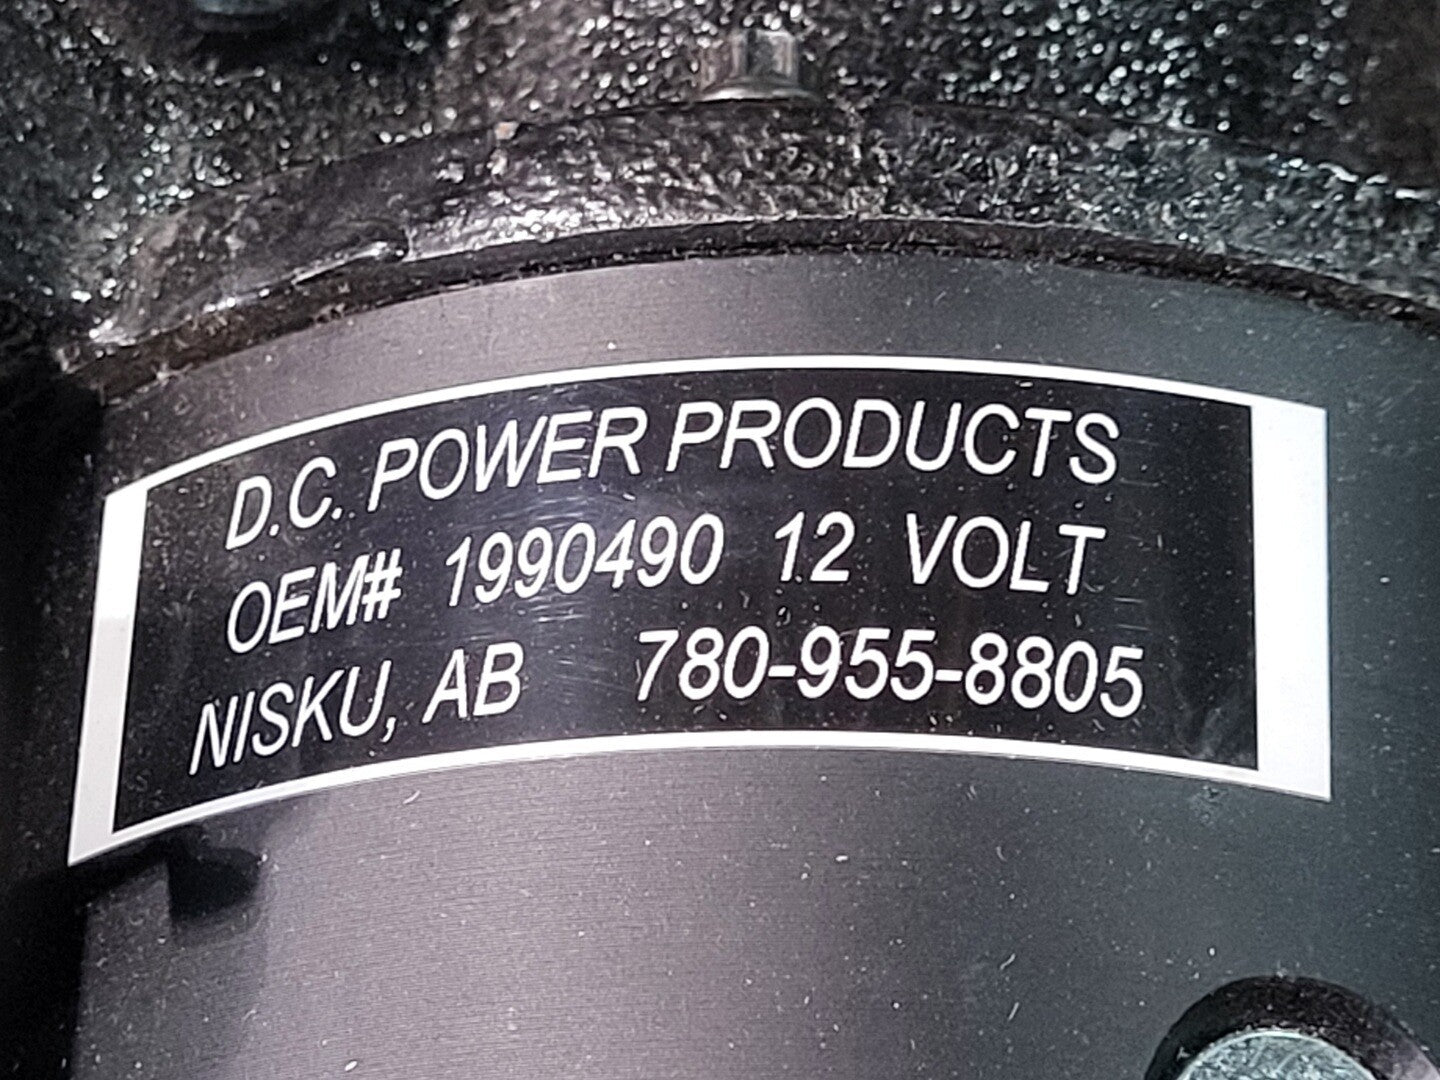 D.C. POWER PRODUCTS
OEM# 1990490 12 VOLT
NISKU, AB 780-955-8805